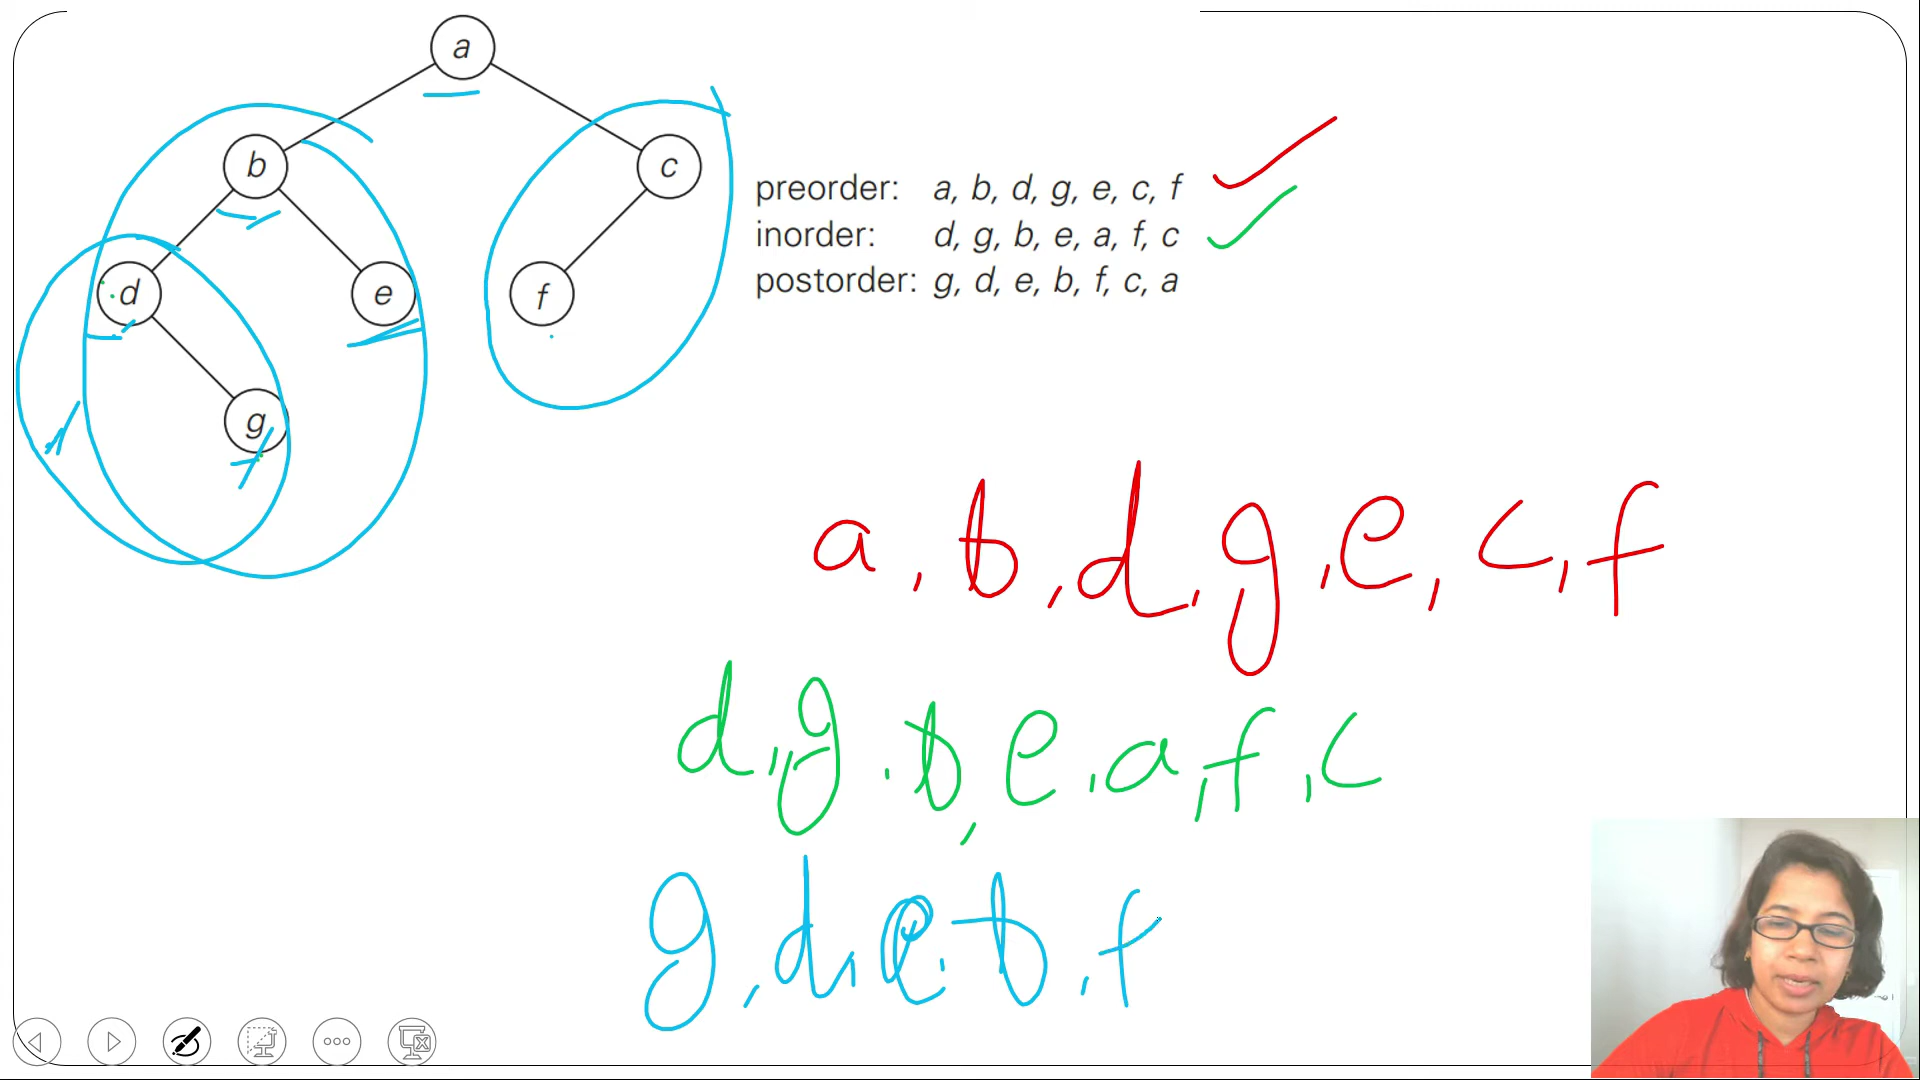 a
b
c
d
e
f
g
preorder: a, b, d, g, e, c, f
inorder: d, g, b, e, a, f, c
postorder: g, d, e, b, f, c, a
a, b, d, g, e, c, f
d, g, b, e, a, f, c
g, d, e, b, f